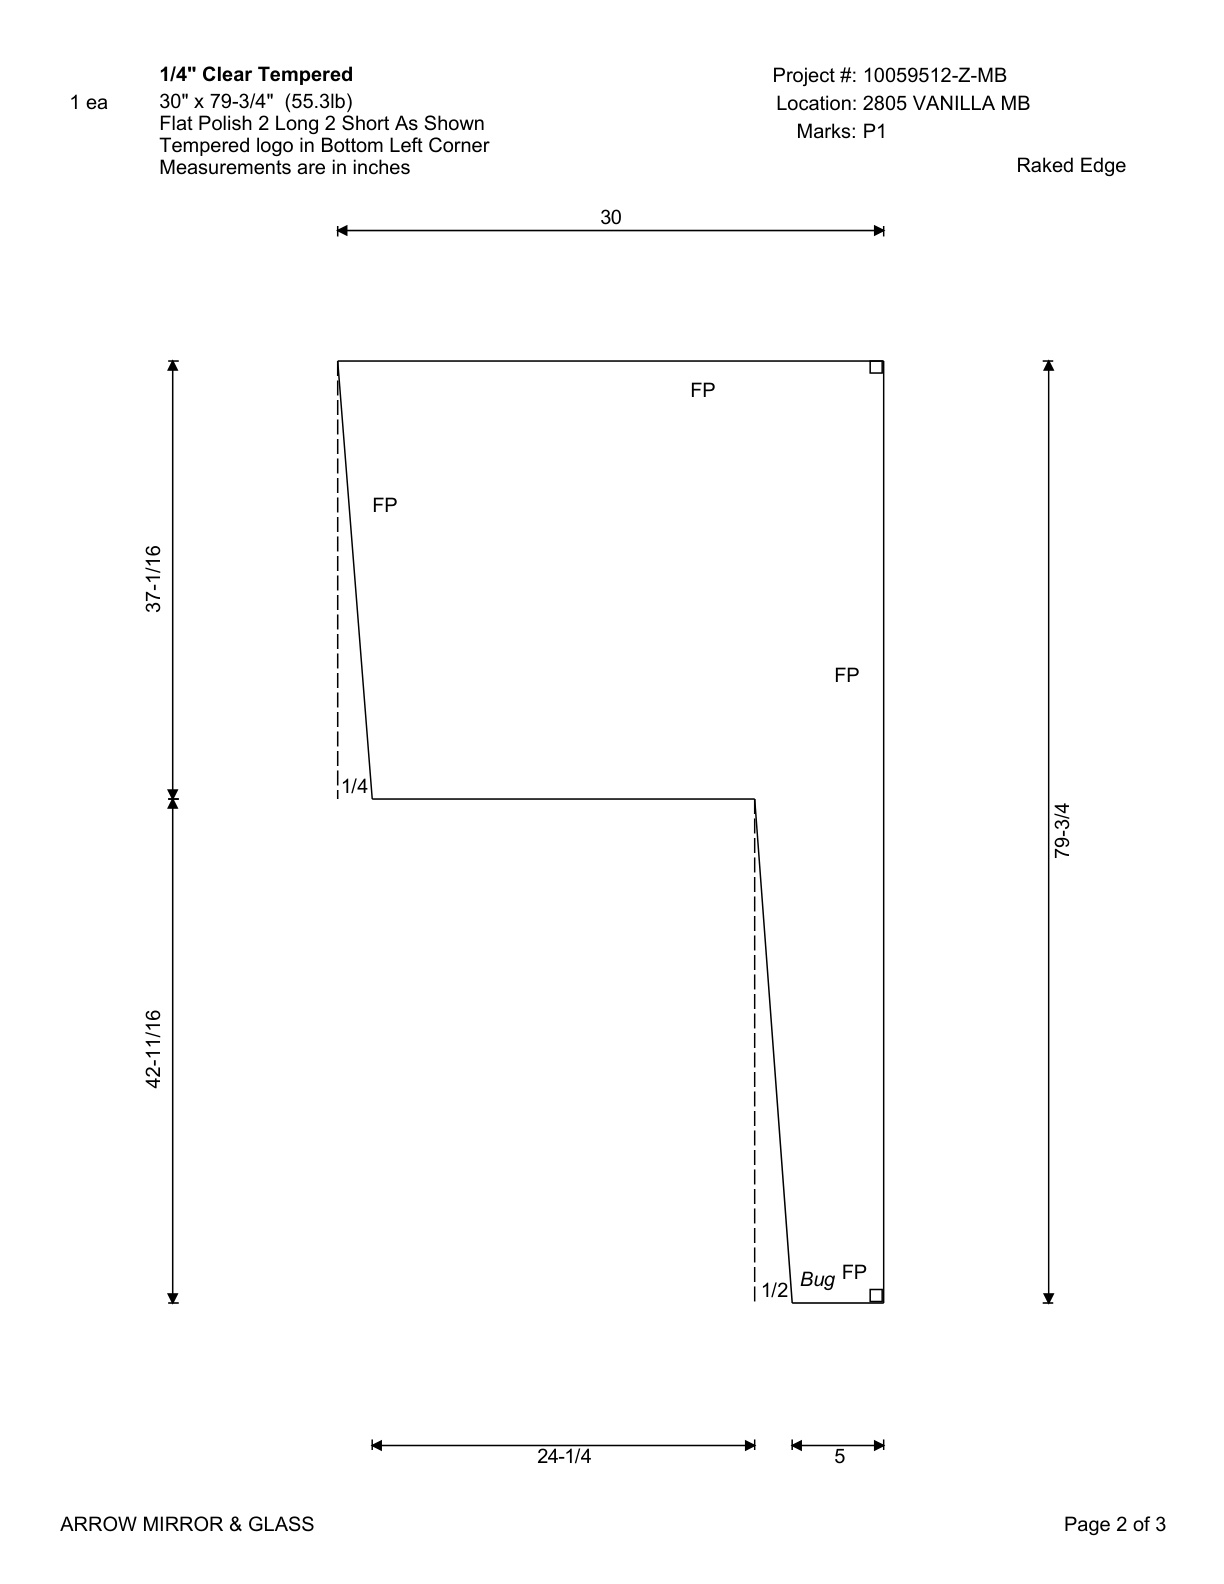 1/4" Clear Tempered
Project #: 10059512-Z-MB
1 ea
30" x 79-3/4"  (55.3lb)
Location: 2805 VANILLA MB
Flat Polish 2 Long 2 Short As Shown
Marks: P1
Tempered logo in Bottom Left Corner
Measurements are in inches
Raked Edge
30
FP
FP
37-1/16
FP
1/4
79-3/4
42-11/16
FP
Bug
1/2
24-1/4
5
ARROW MIRROR & GLASS
Page 2 of 3